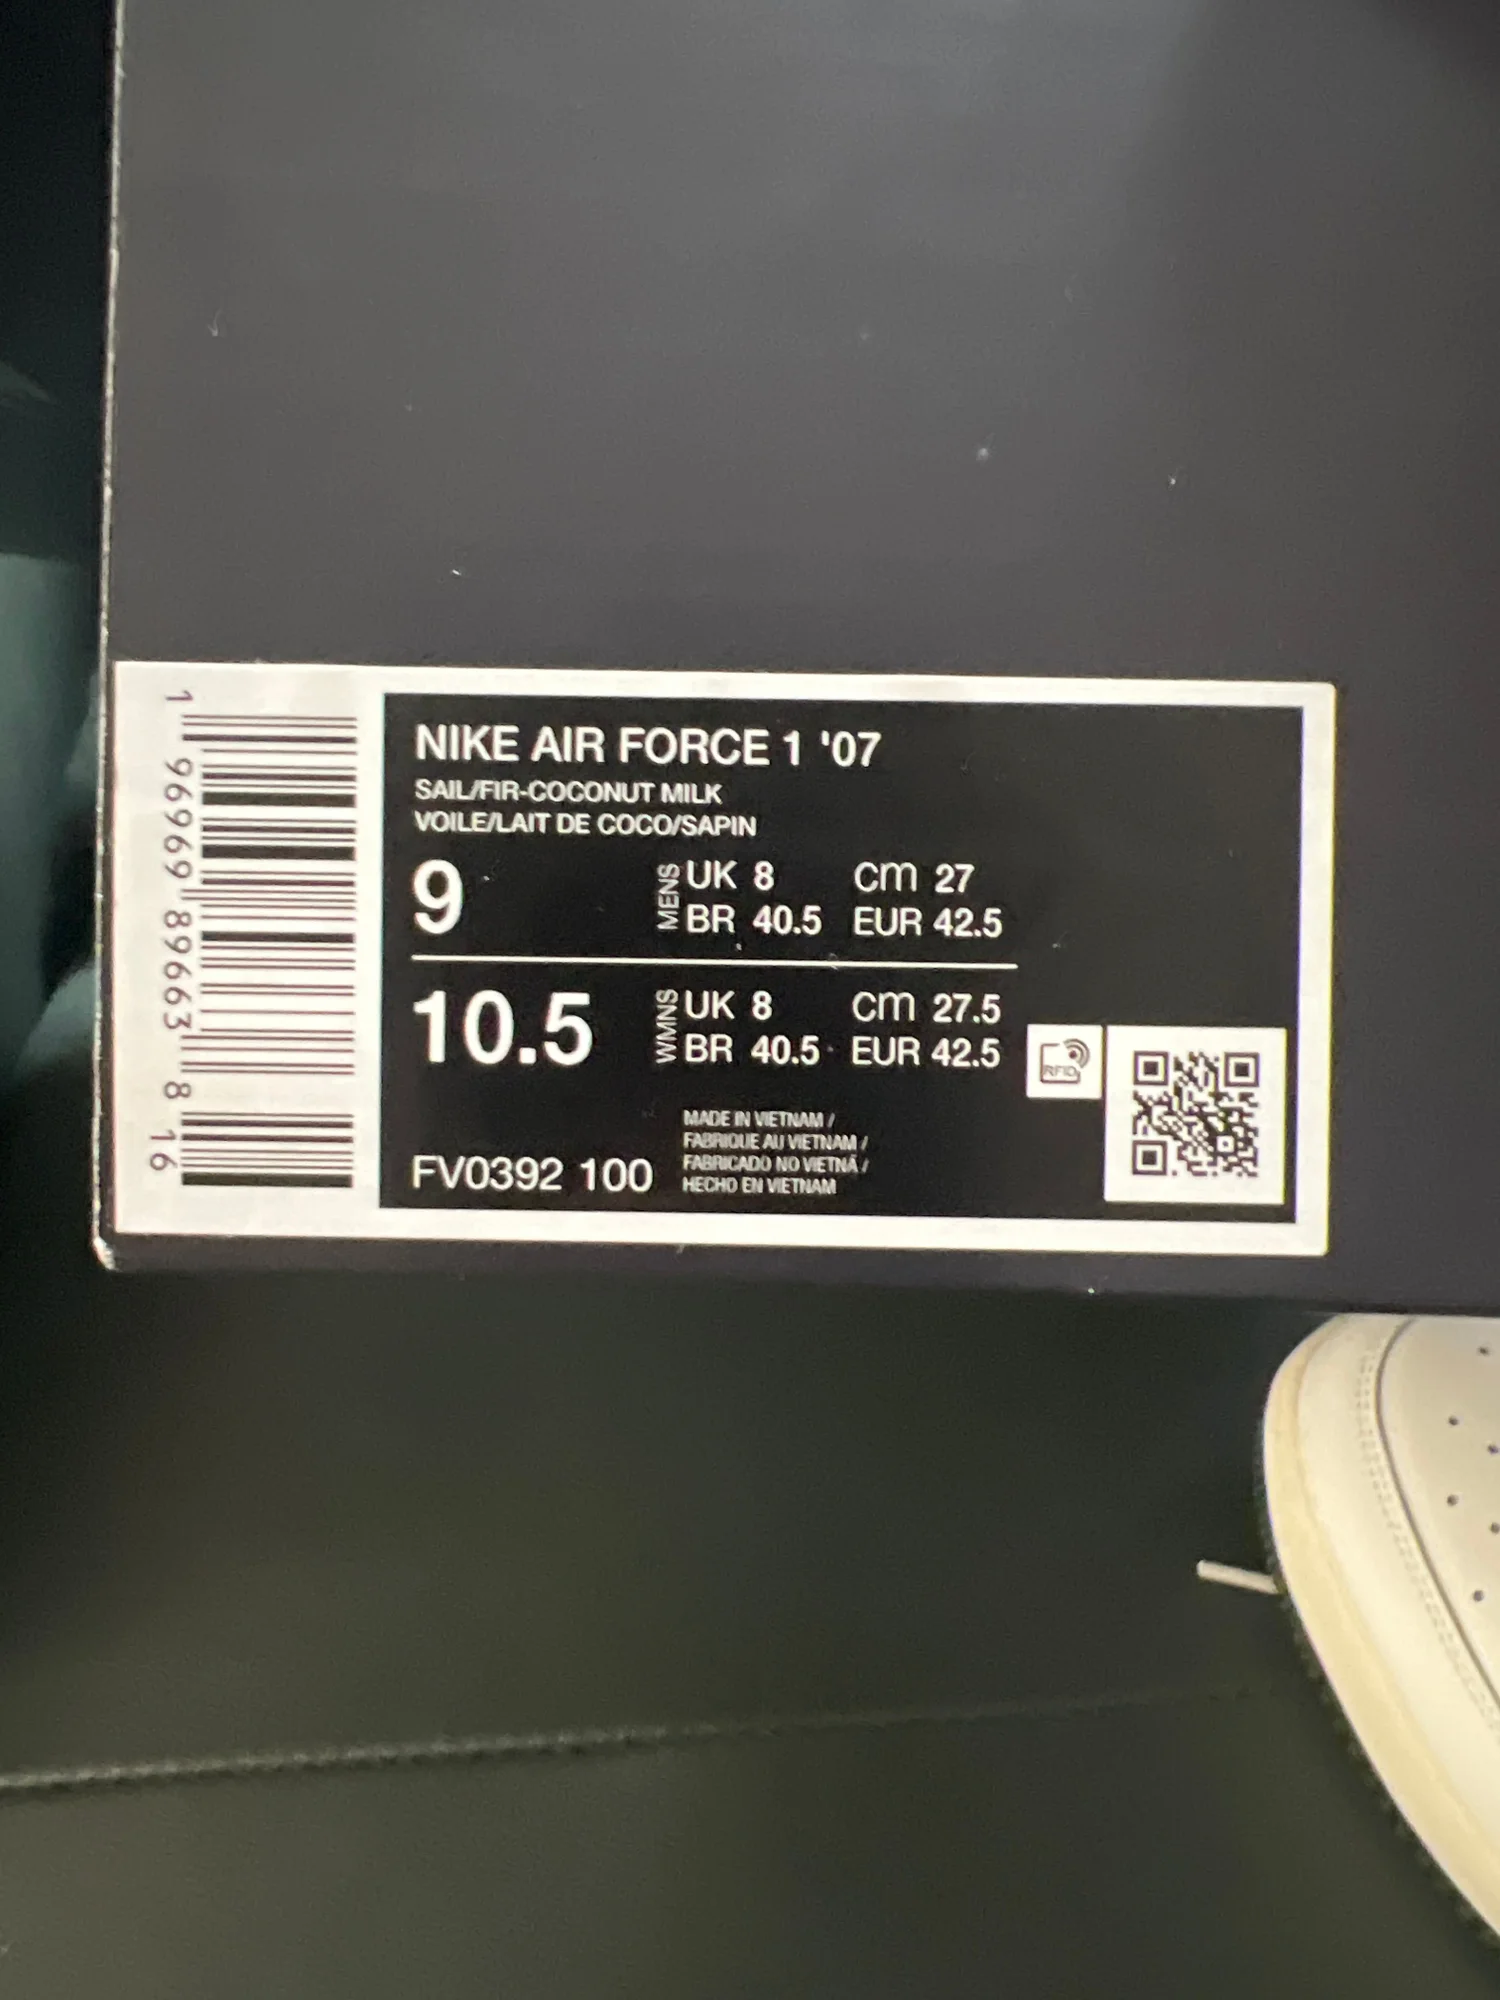 NIKE AIR FORCE 1 '07
SAIL/FIR-COCONUT MILK
VOILE/LAIT DE COCO/SAPIN
9 MENS UK 8 cm 27
BR 40.5 EUR 42.5
10.5 WMNS UK 8 cm 27.5
BR 40.5 EUR 42.5
RFID
MADE IN VIETNAM /
FABRIQUE AU VIETNAM /
FABRICADO NO VIETNÃ /
HECHO EN VIETNAM
FV0392 100
1 96969 89663 8 16